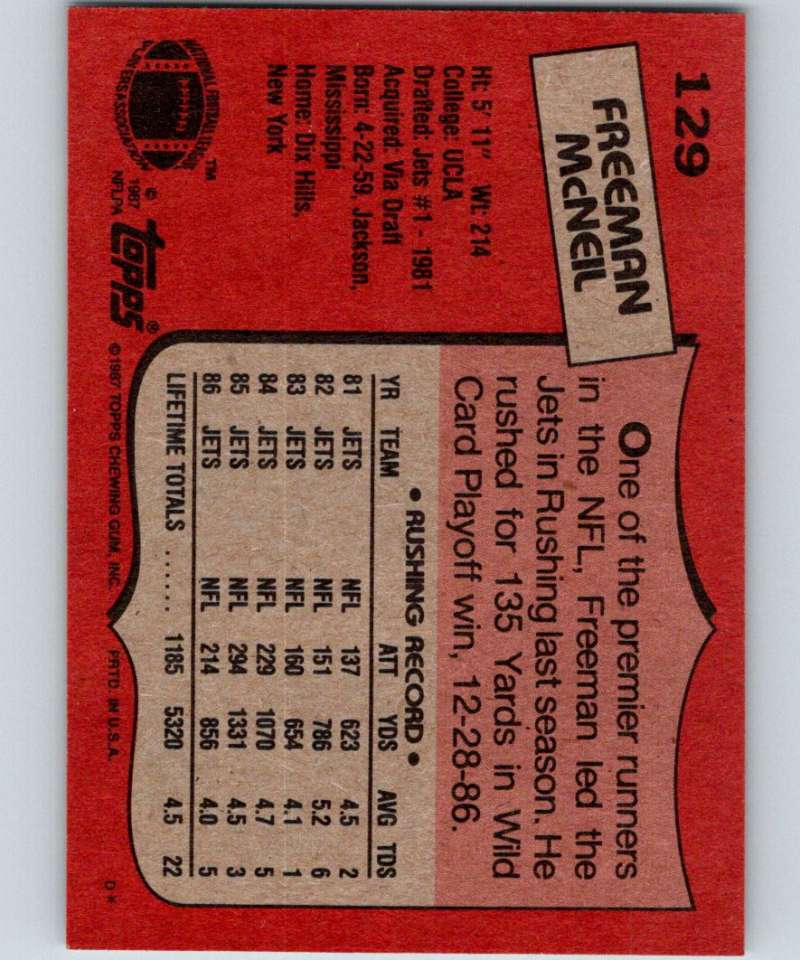 129
FREEMAN
McNEIL
Ht: 5' 11" Wt: 214
College: UCLA
Drafted: Jets #1 - 1981
Acquired: Via Draft
Born: 4-22-59, Jackson,
Mississippi
Home: Dix Hills,
New York
NATIONAL FOOTBALL LEAGUE
PLAYERS ASSOCIATION
TM
© 1987
NFLPA
topps®
One of the premier runners
in the NFL, Freeman led the
Jets in Rushing last season. He
rushed for 135 Yards in Wild
Card Playoff win, 12-28-86.
• RUSHING RECORD •
YR TEAM ATT YDS AVG TDS
81 JETS NFL 137 623 4.5 2
82 JETS NFL 151 786 5.2 6
83 JETS NFL 160 654 4.1 1
84 JETS NFL 229 1070 4.7 5
85 JETS NFL 294 1331 4.5 3
86 JETS NFL 214 856 4.0 5
LIFETIME TOTALS ...... 1185 5320 4.5 22
© 1987 TOPPS CHEWING GUM, INC. PRTD. IN U.S.A. D*